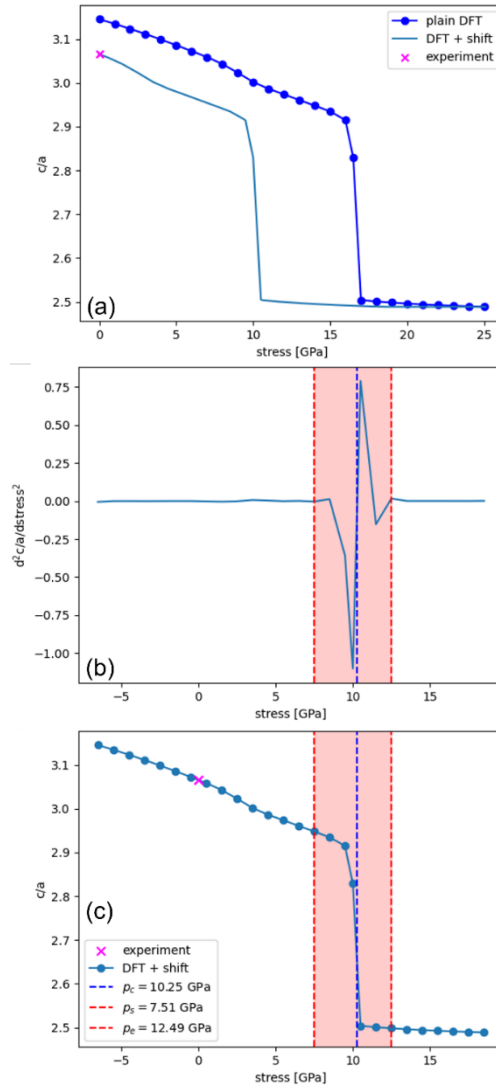 plain DFT
DFT + shift
experiment
3.1
3.0
2.9
2.8
2.7
2.6
2.5
c/a
(a)
0 5 10 15 20 25
stress [GPa]
0.75
0.50
0.25
0.00
−0.25
−0.50
−0.75
−1.00
d²c/a/dstress²
(b)
−5 0 5 10 15
stress [GPa]
3.1
3.0
2.9
2.8
2.7
2.6
2.5
c/a
(c)
experiment
DFT + shift
p_c = 10.25 GPa
p_s = 7.51 GPa
p_e = 12.49 GPa
−5 0 5 10 15
stress [GPa]